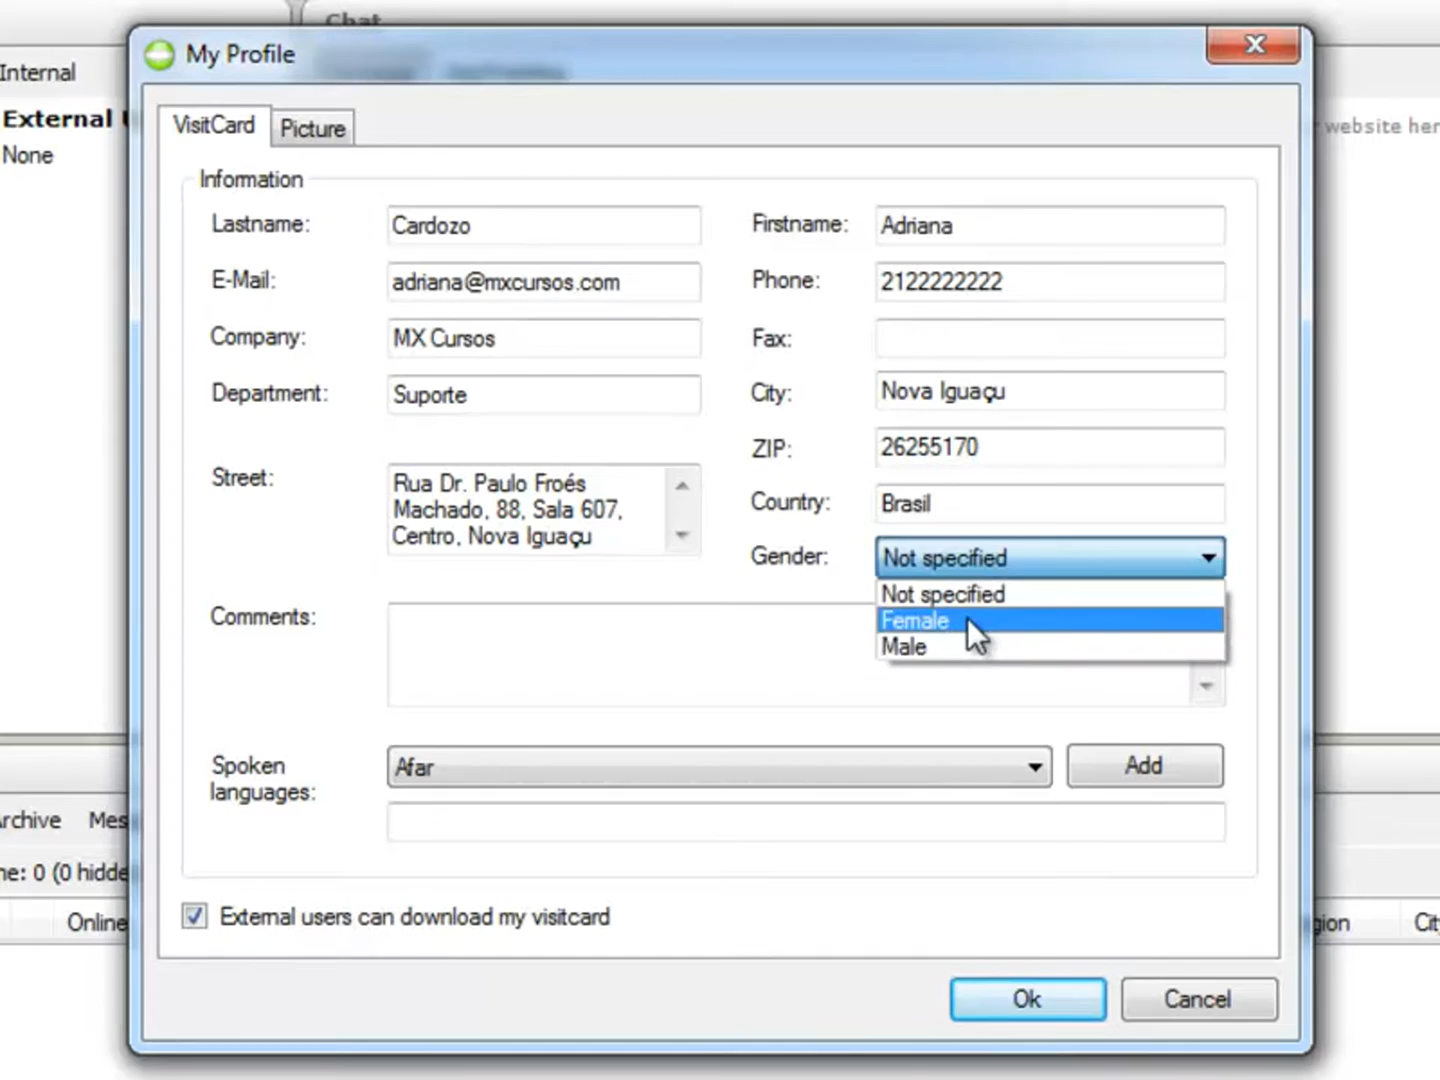 Chat
My Profile
Internal
External
None
website her
VisitCard
Picture
Information
Lastname:
Cardozo
Firstname:
Adriana
E-Mail:
adriana@mxcursos.com
Phone:
2122222222
Company:
MX Cursos
Fax:
Department:
Suporte
City:
Nova Iguaçu
ZIP:
26255170
Street:
Rua Dr. Paulo Froés
Machado, 88, Sala 607,
Centro, Nova Iguaçu
Country:
Brasil
Gender:
Not specified
Not specified
Female
Male
Comments:
Spoken
languages:
Afar
Add
rchive
Mes
ne: 0 (0 hidde
Online
gion
Cit
External users can download my visitcard
Ok
Cancel